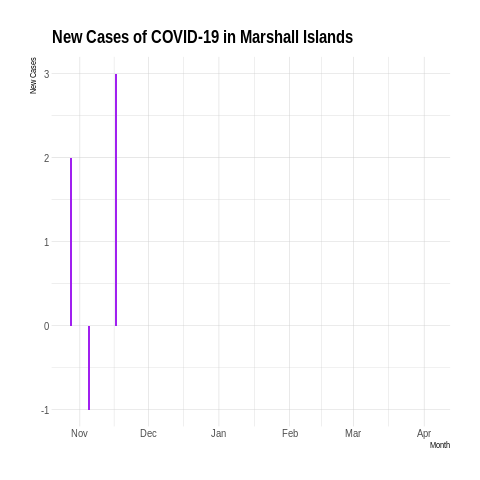 New Cases of COVID-19 in Marshall Islands
New Cases
3
2
1
0
-1
Nov Dec Jan Feb Mar Apr
Month